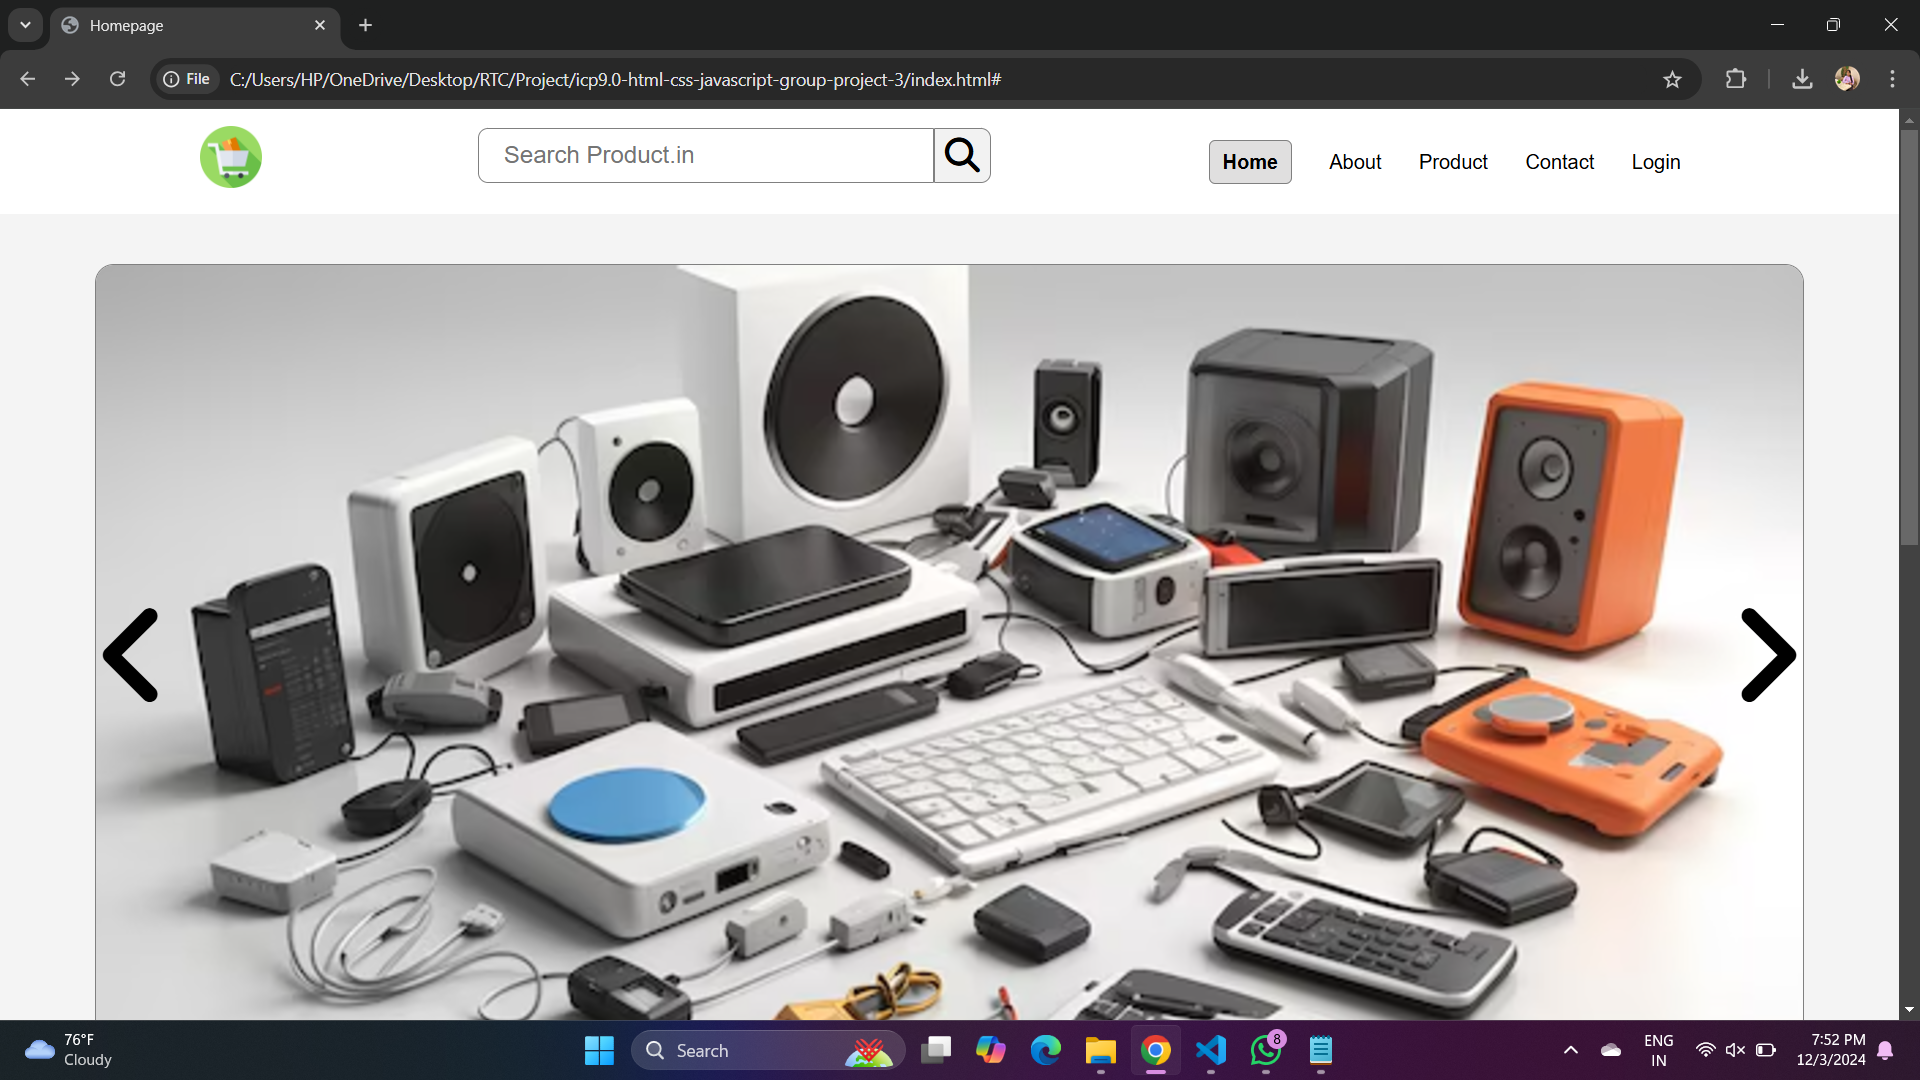 Homepage
File C:/Users/HP/OneDrive/Desktop/RTC/Project/icp9.0-html-css-javascript-group-project-3/index.html#
Search Product.in
Home About Product Contact Login
76°F
Cloudy
Search
8
ENG
IN
7:52 PM
12/3/2024